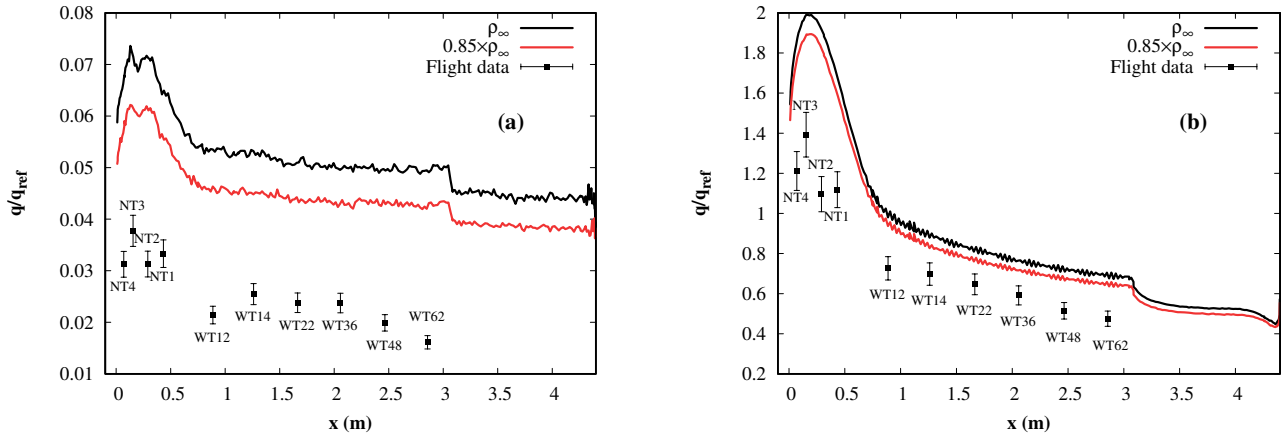 0.08
0.07
0.06
0.05
0.04
0.03
0.02
0.01
q/q_ref
0 0.5 1 1.5 2 2.5 3 3.5 4
x (m)
ρ∞
0.85×ρ∞
Flight data
(a)
NT3
NT2
NT4
NT1
WT12
WT14
WT22
WT36
WT48
WT62
2
1.8
1.6
1.4
1.2
1
0.8
0.6
0.4
0.2
q/q_ref
0 0.5 1 1.5 2 2.5 3 3.5 4
x (m)
ρ∞
0.85×ρ∞
Flight data
(b)
NT3
NT2
NT4
NT1
WT12
WT14
WT22
WT36
WT48
WT62